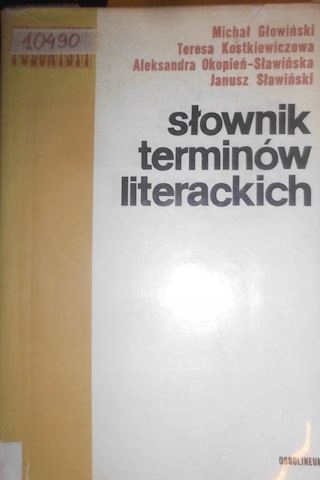 10490
Michał Głowiński
Teresa Kostkiewiczowa
Aleksandra Okopień-Sławińska
Janusz Sławiński
słownik
terminów
literackich
OSSOLINEUM